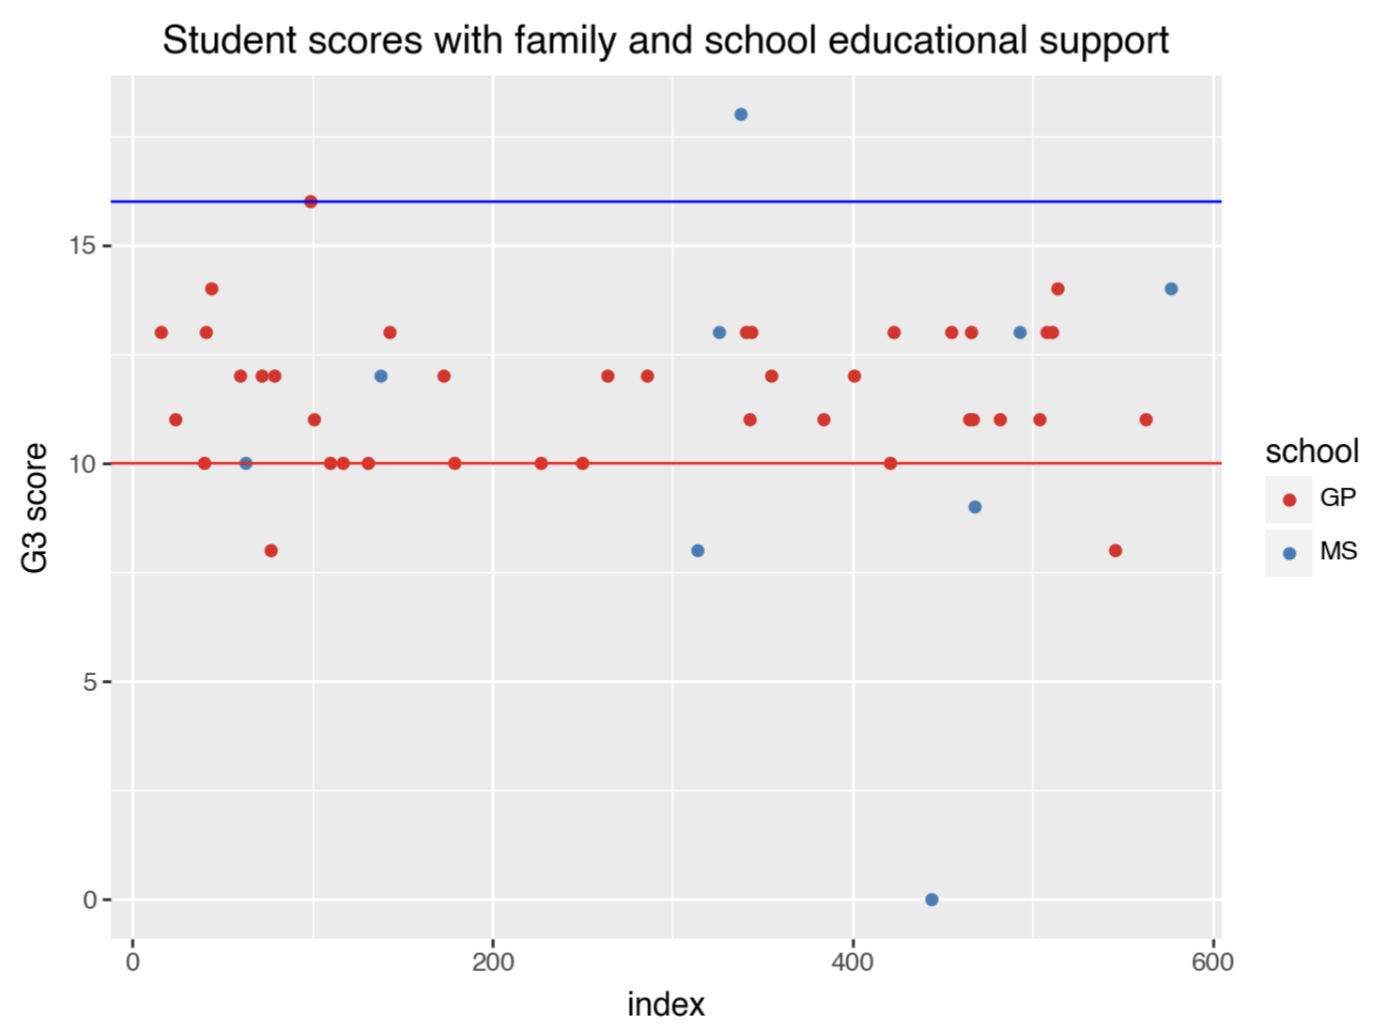 Student scores with family and school educational support
15
10
5
0
G3 score
0 200 400 600
index
school
GP
MS